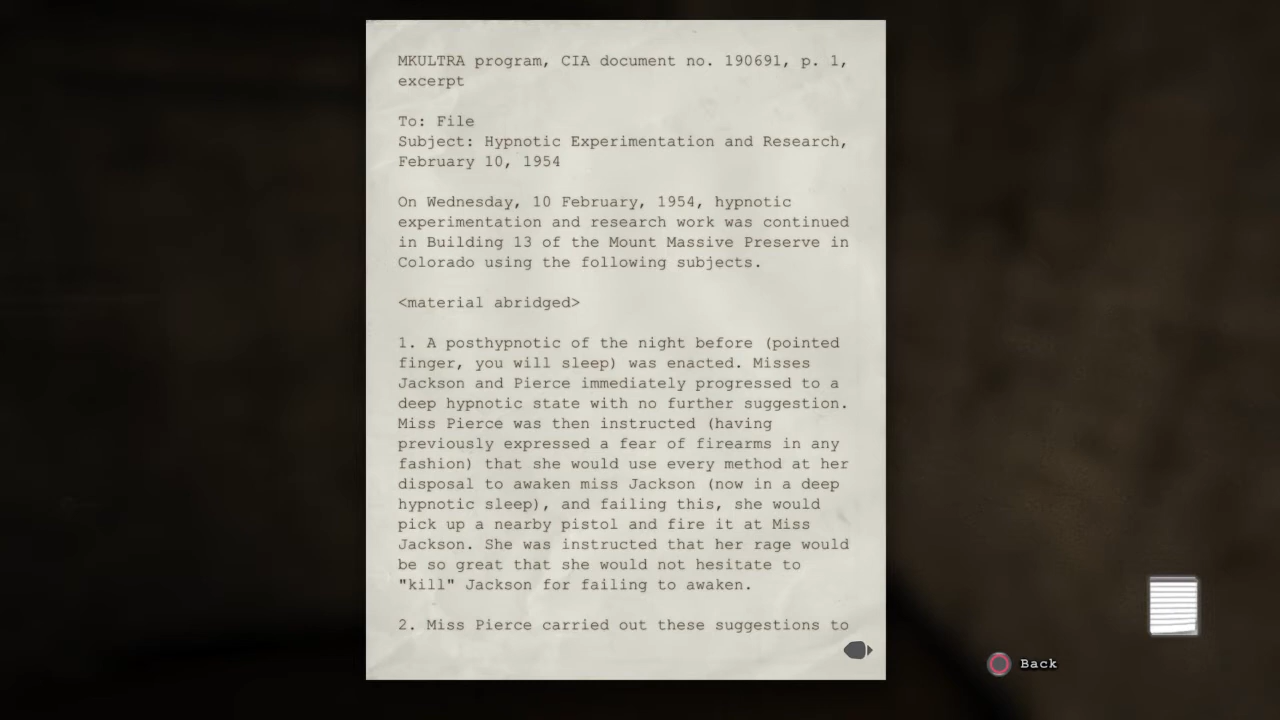 MKULTRA program, CIA document no. 190691, p. 1,
excerpt
To: File
Subject: Hypnotic Experimentation and Research,
February 10, 1954
On Wednesday, 10 February, 1954, hypnotic
experimentation and research work was continued
in Building 13 of the Mount Massive Preserve in
Colorado using the following subjects.
<material abridged>
1. A posthypnotic of the night before (pointed
finger, you will sleep) was enacted. Misses
Jackson and Pierce immediately progressed to a
deep hypnotic state with no further suggestion.
Miss Pierce was then instructed (having
previously expressed a fear of firearms in any
fashion) that she would use every method at her
disposal to awaken miss Jackson (now in a deep
hypnotic sleep), and failing this, she would
pick up a nearby pistol and fire it at Miss
Jackson. She was instructed that her rage would
be so great that she would not hesitate to
"kill" Jackson for failing to awaken.
2. Miss Pierce carried out these suggestions to
Back